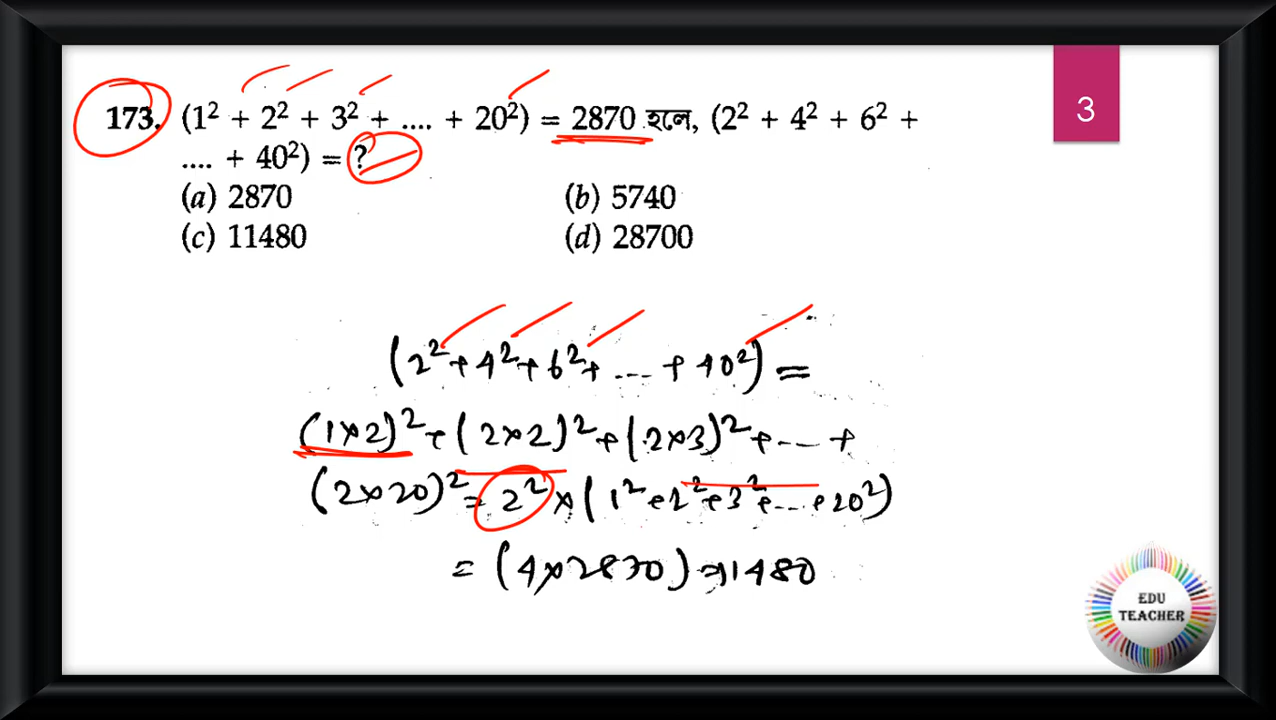 3
173. (1² + 2² + 3² + .... + 20²) = 2870 হলে, (2² + 4² + 6² +
.... + 40²) = ?
(a) 2870 (b) 5740
(c) 11480 (d) 28700
(2² + 4² + 6² + ... + 40²) =
(1×2)² + (2×2)² + (2×3)² + ... +
(2×20)² = 2² × (1² + 2² + 3² + ... + 20²)
= (4×2870) = 11480
EDU
TEACHER